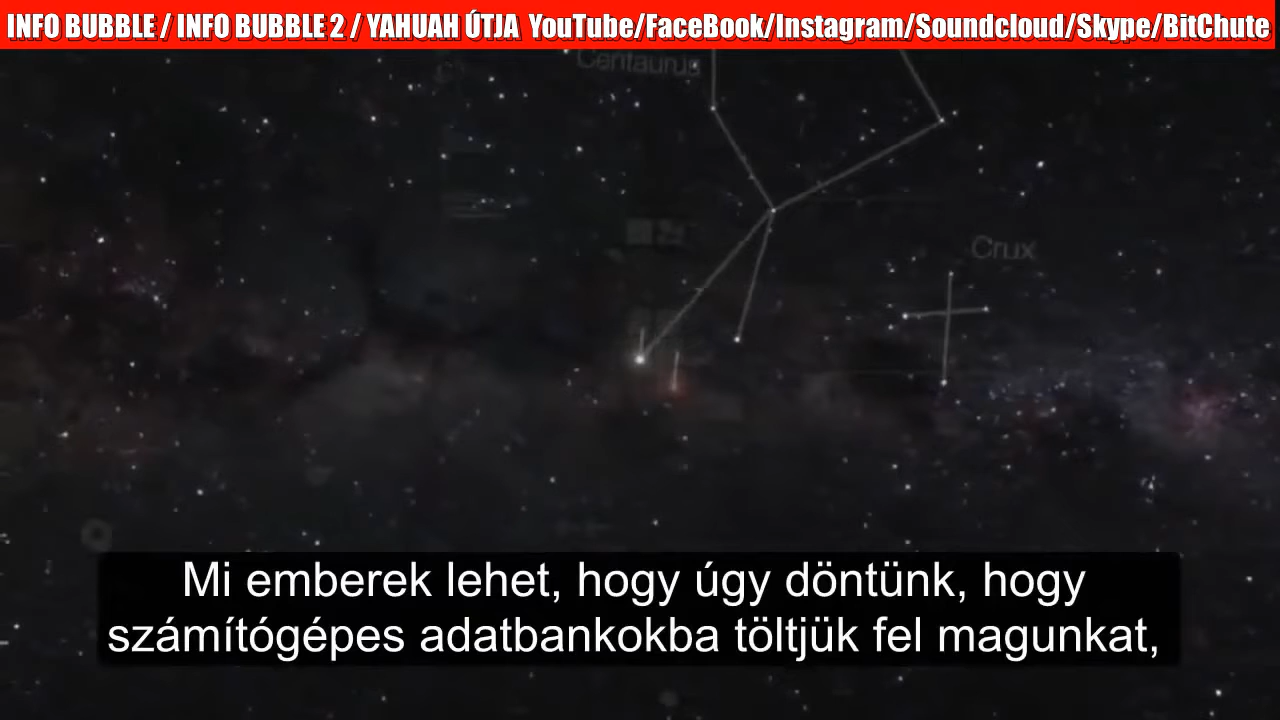 INFO BUBBLE / INFO BUBBLE 2 / YAHUAH ÚTJA YouTube/FaceBook/Instagram/Soundcloud/Skype/BitChute
Centaurus
Crux
Mi emberek lehet, hogy úgy döntünk, hogy
számítógépes adatbankokba töltjük fel magunkat,